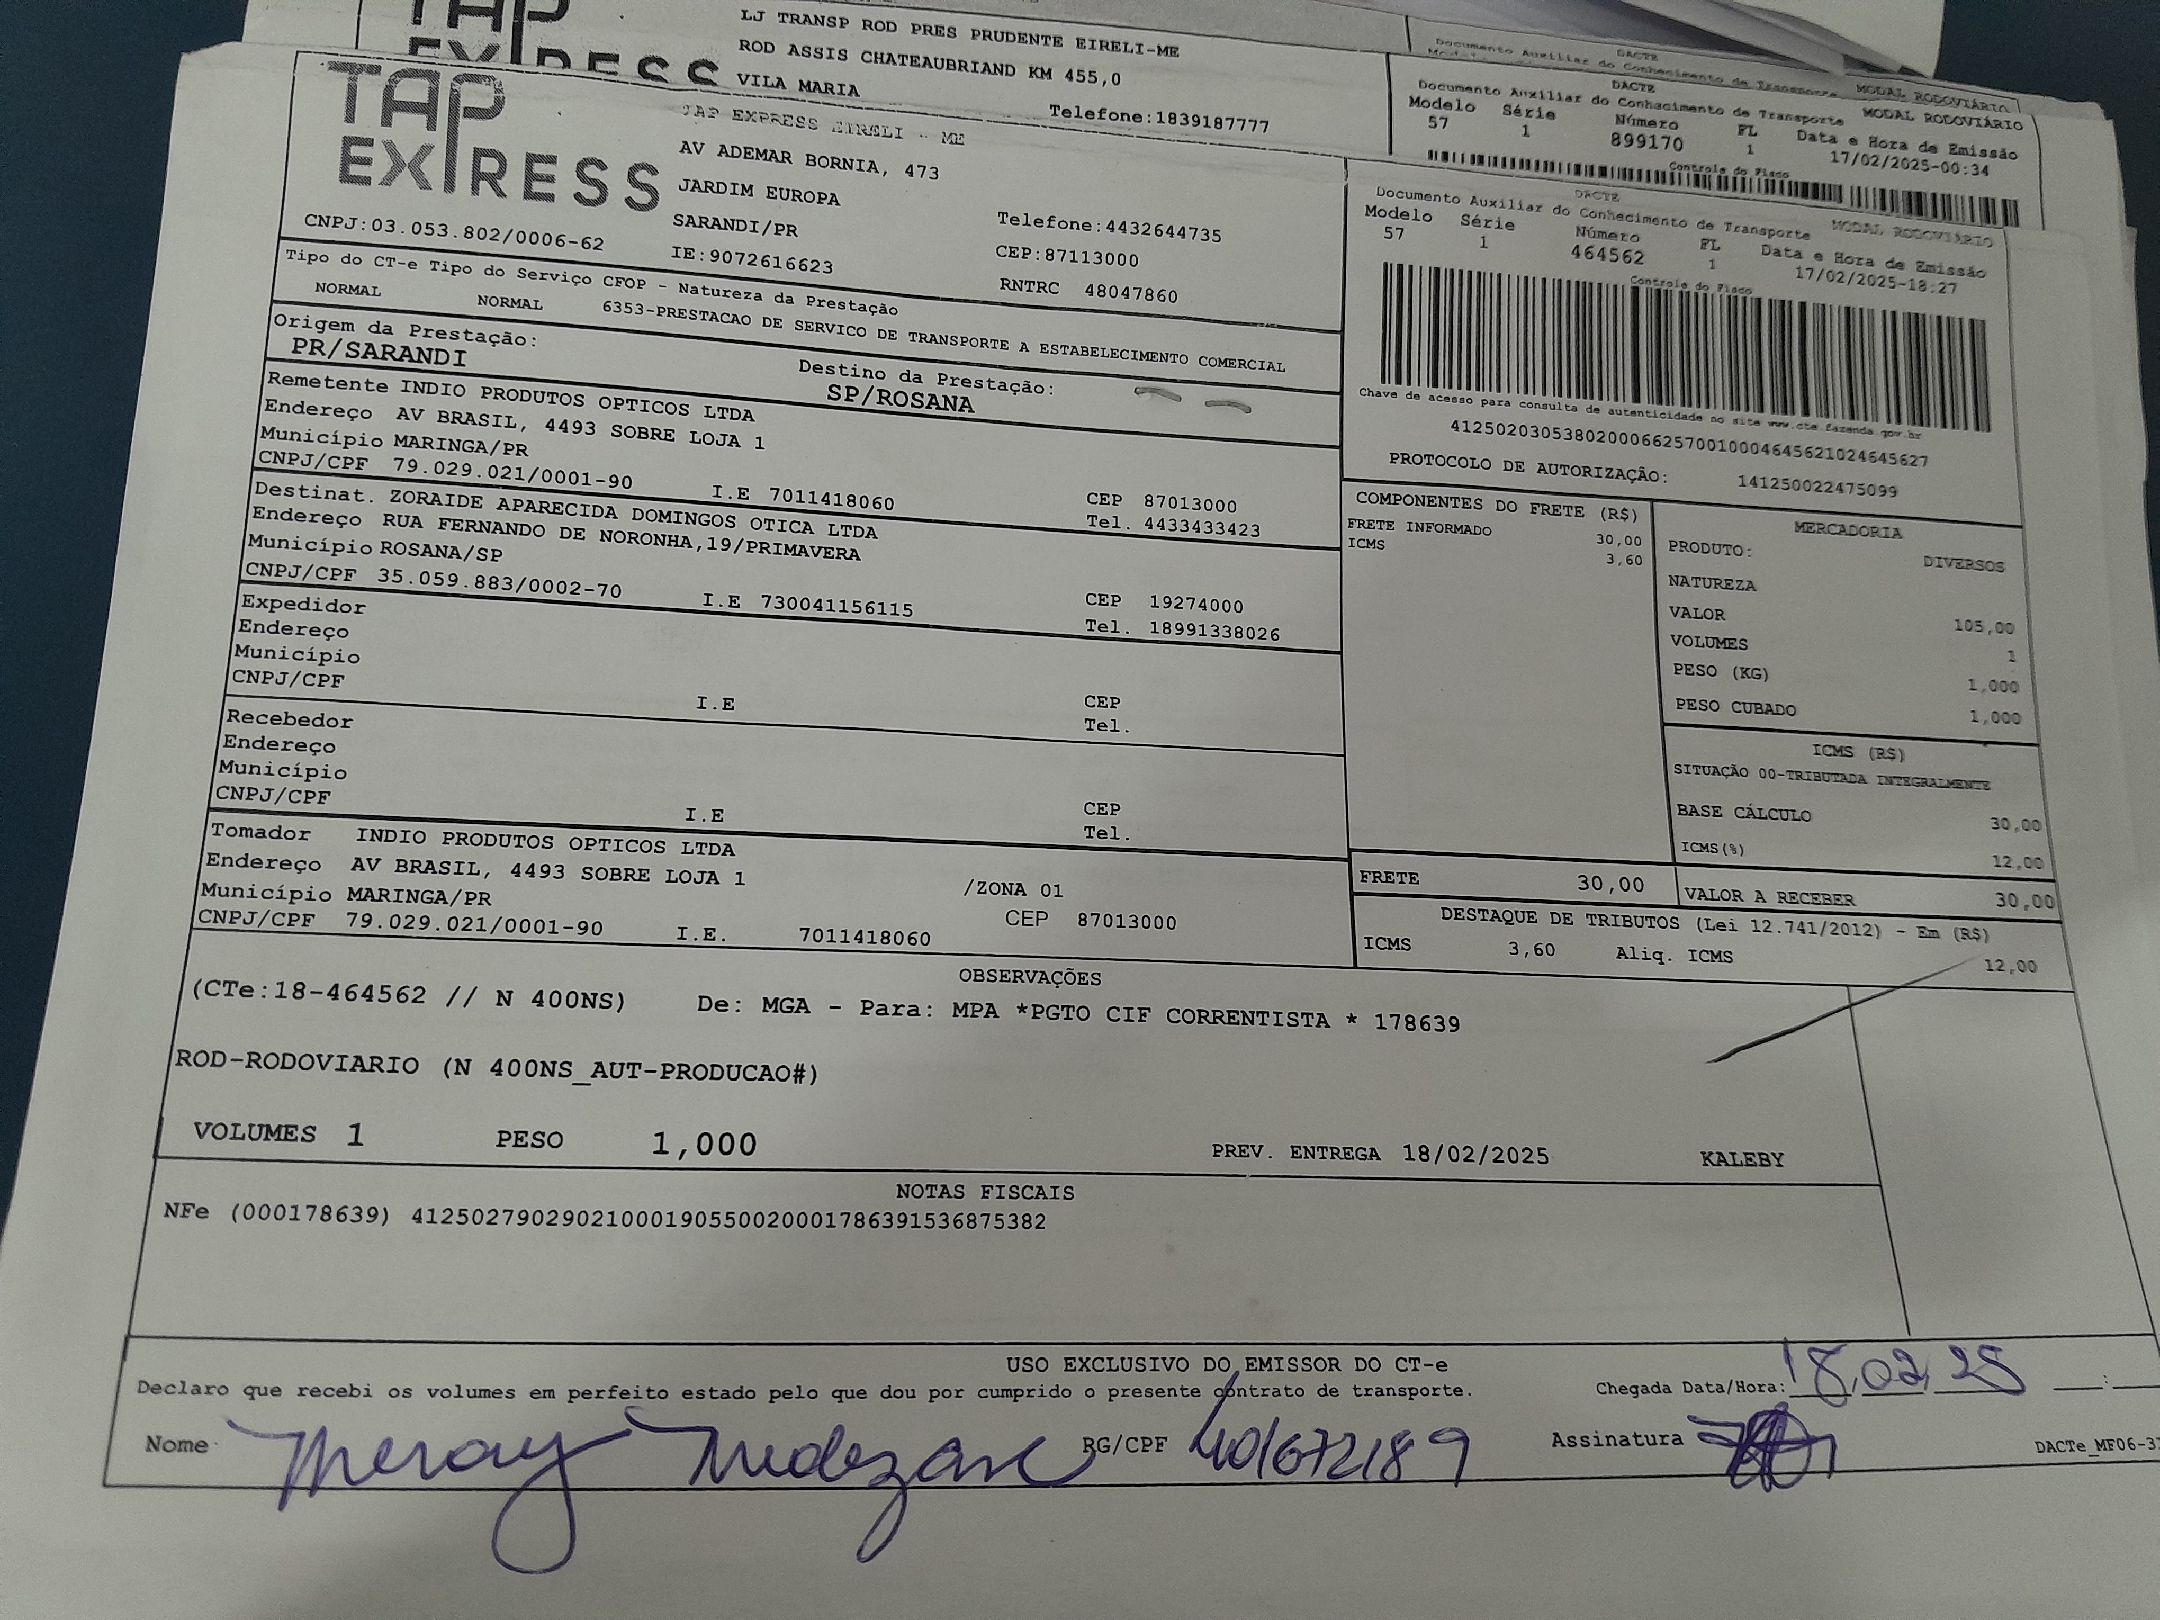 TAP
EXPRESS
LJ TRANSP ROD PRES PRUDENTE EIRELI-ME
ROD ASSIS CHATEAUBRIAND KM 455,0
VILA MARIA
Telefone:1839187777
DACTE
Documento Auxiliar do Conhecimento de Transporte MODAL RODOVIÁRIO
DACTE
Documento Auxiliar do Conhecimento de Transporte MODAL RODOVIÁRIO
Modelo Série Número FL Data e Hora de Emissão
57 1 899170 1 17/02/2025-00:34
Controle do Fisco
TAP
EXPRESS
TAP EXPRESS EIRELI - ME
AV ADEMAR BORNIA, 473
JARDIM EUROPA
SARANDI/PR Telefone:4432644735
CNPJ:03.053.802/0006-62 IE:9072616623 CEP:87113000
RNTRC 48047860
DACTE
Documento Auxiliar do Conhecimento de Transporte MODAL RODOVIÁRIO
Modelo Série Número FL Data e Hora de Emissão
57 1 464562 1 17/02/2025-18:27
Controle do Fisco
Chave de acesso para consulta de autenticidade no site www.cte.fazenda.gov.br
41250203053802000662570010004645621024645627
PROTOCOLO DE AUTORIZAÇÃO: 141250022475099
Tipo do CT-e Tipo do Serviço CFOP - Natureza da Prestação
NORMAL NORMAL 6353-PRESTACAO DE SERVICO DE TRANSPORTE A ESTABELECIMENTO COMERCIAL
Origem da Prestação: Destino da Prestação:
PR/SARANDI SP/ROSANA
Remetente INDIO PRODUTOS OPTICOS LTDA
Endereço AV BRASIL, 4493 SOBRE LOJA 1
Município MARINGA/PR CEP 87013000
CNPJ/CPF 79.029.021/0001-90 I.E 7011418060 Tel. 4433433423
Destinat. ZORAIDE APARECIDA DOMINGOS OTICA LTDA
Endereço RUA FERNANDO DE NORONHA,19/PRIMAVERA
Município ROSANA/SP CEP 19274000
CNPJ/CPF 35.059.883/0002-70 I.E 730041156115 Tel. 18991338026
Expedidor
Endereço
Município CEP
CNPJ/CPF I.E Tel.
Recebedor
Endereço
Município CEP
CNPJ/CPF I.E Tel.
Tomador INDIO PRODUTOS OPTICOS LTDA
Endereço AV BRASIL, 4493 SOBRE LOJA 1 /ZONA 01
Município MARINGA/PR CEP 87013000
CNPJ/CPF 79.029.021/0001-90 I.E. 7011418060
COMPONENTES DO FRETE (R$)
FRETE INFORMADO 30,00
ICMS 3,60
MERCADORIA
PRODUTO: DIVERSOS
NATUREZA
VALOR 105,00
VOLUMES 1
PESO (KG) 1,000
PESO CUBADO 1,000
ICMS (R$)
SITUAÇÃO 00-TRIBUTADA INTEGRALMENTE
BASE CÁLCULO 30,00
ICMS(%) 12,00
FRETE 30,00 VALOR A RECEBER 30,00
DESTAQUE DE TRIBUTOS (Lei 12.741/2012) - Em (R$)
ICMS 3,60 Aliq. ICMS 12,00
OBSERVAÇÕES
(CTe:18-464562 // N 400NS) De: MGA - Para: MPA *PGTO CIF CORRENTISTA * 178639
ROD-RODOVIARIO (N 400NS_AUT-PRODUCAO#)
VOLUMES 1 PESO 1,000 PREV. ENTREGA 18/02/2025 KALEBY
NOTAS FISCAIS
NFe (000178639) 41250279029021000190550020001786391536875382
USO EXCLUSIVO DO EMISSOR DO CT-e
Declaro que recebi os volumes em perfeito estado pelo que dou por cumprido o presente contrato de transporte. Chegada Data/Hora: 18,02,25 :
Nome RG/CPF 401672189 Assinatura
DACTe_MF06-